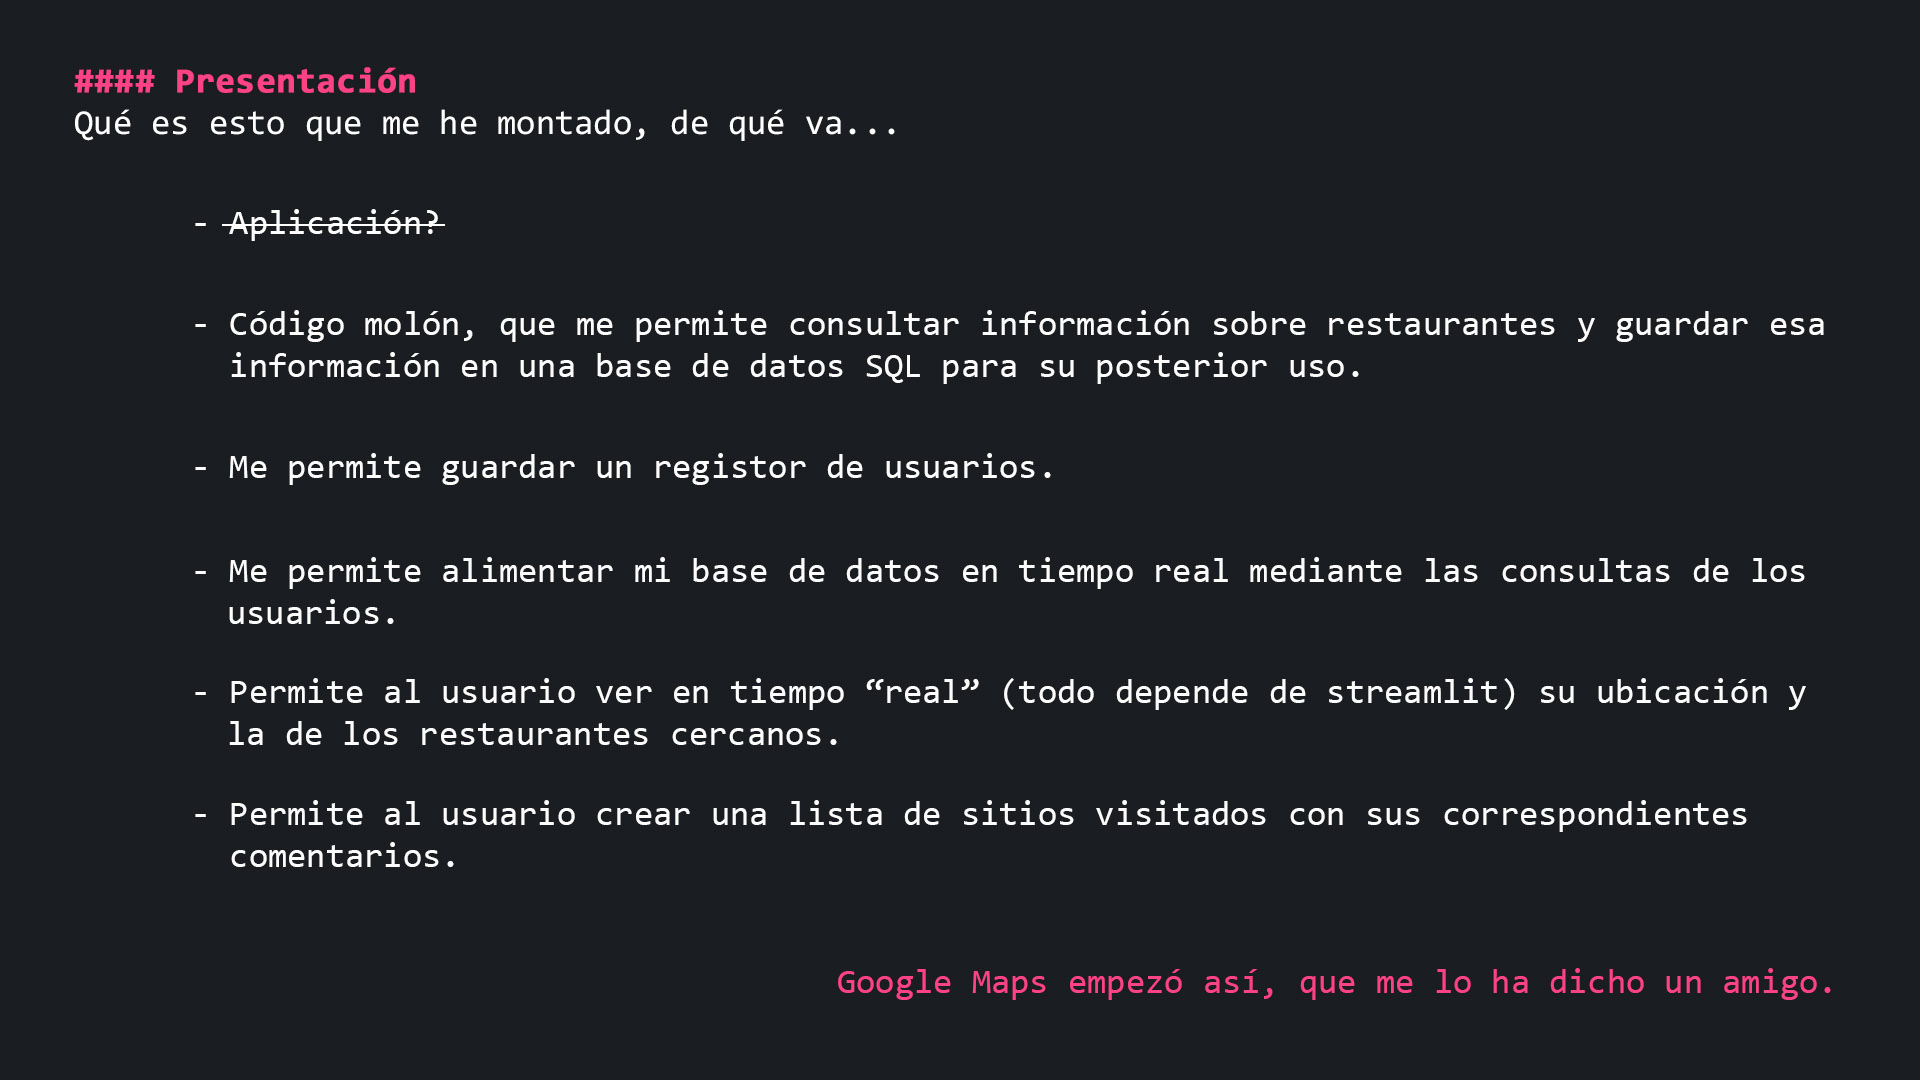 #### Presentación
Qué es esto que me he montado, de qué va...
- Aplicación?
- Código molón, que me permite consultar información sobre restaurantes y guardar esa
información en una base de datos SQL para su posterior uso.
- Me permite guardar un registor de usuarios.
- Me permite alimentar mi base de datos en tiempo real mediante las consultas de los
usuarios.
- Permite al usuario ver en tiempo “real” (todo depende de streamlit) su ubicación y
la de los restaurantes cercanos.
- Permite al usuario crear una lista de sitios visitados con sus correspondientes
comentarios.
Google Maps empezó así, que me lo ha dicho un amigo.